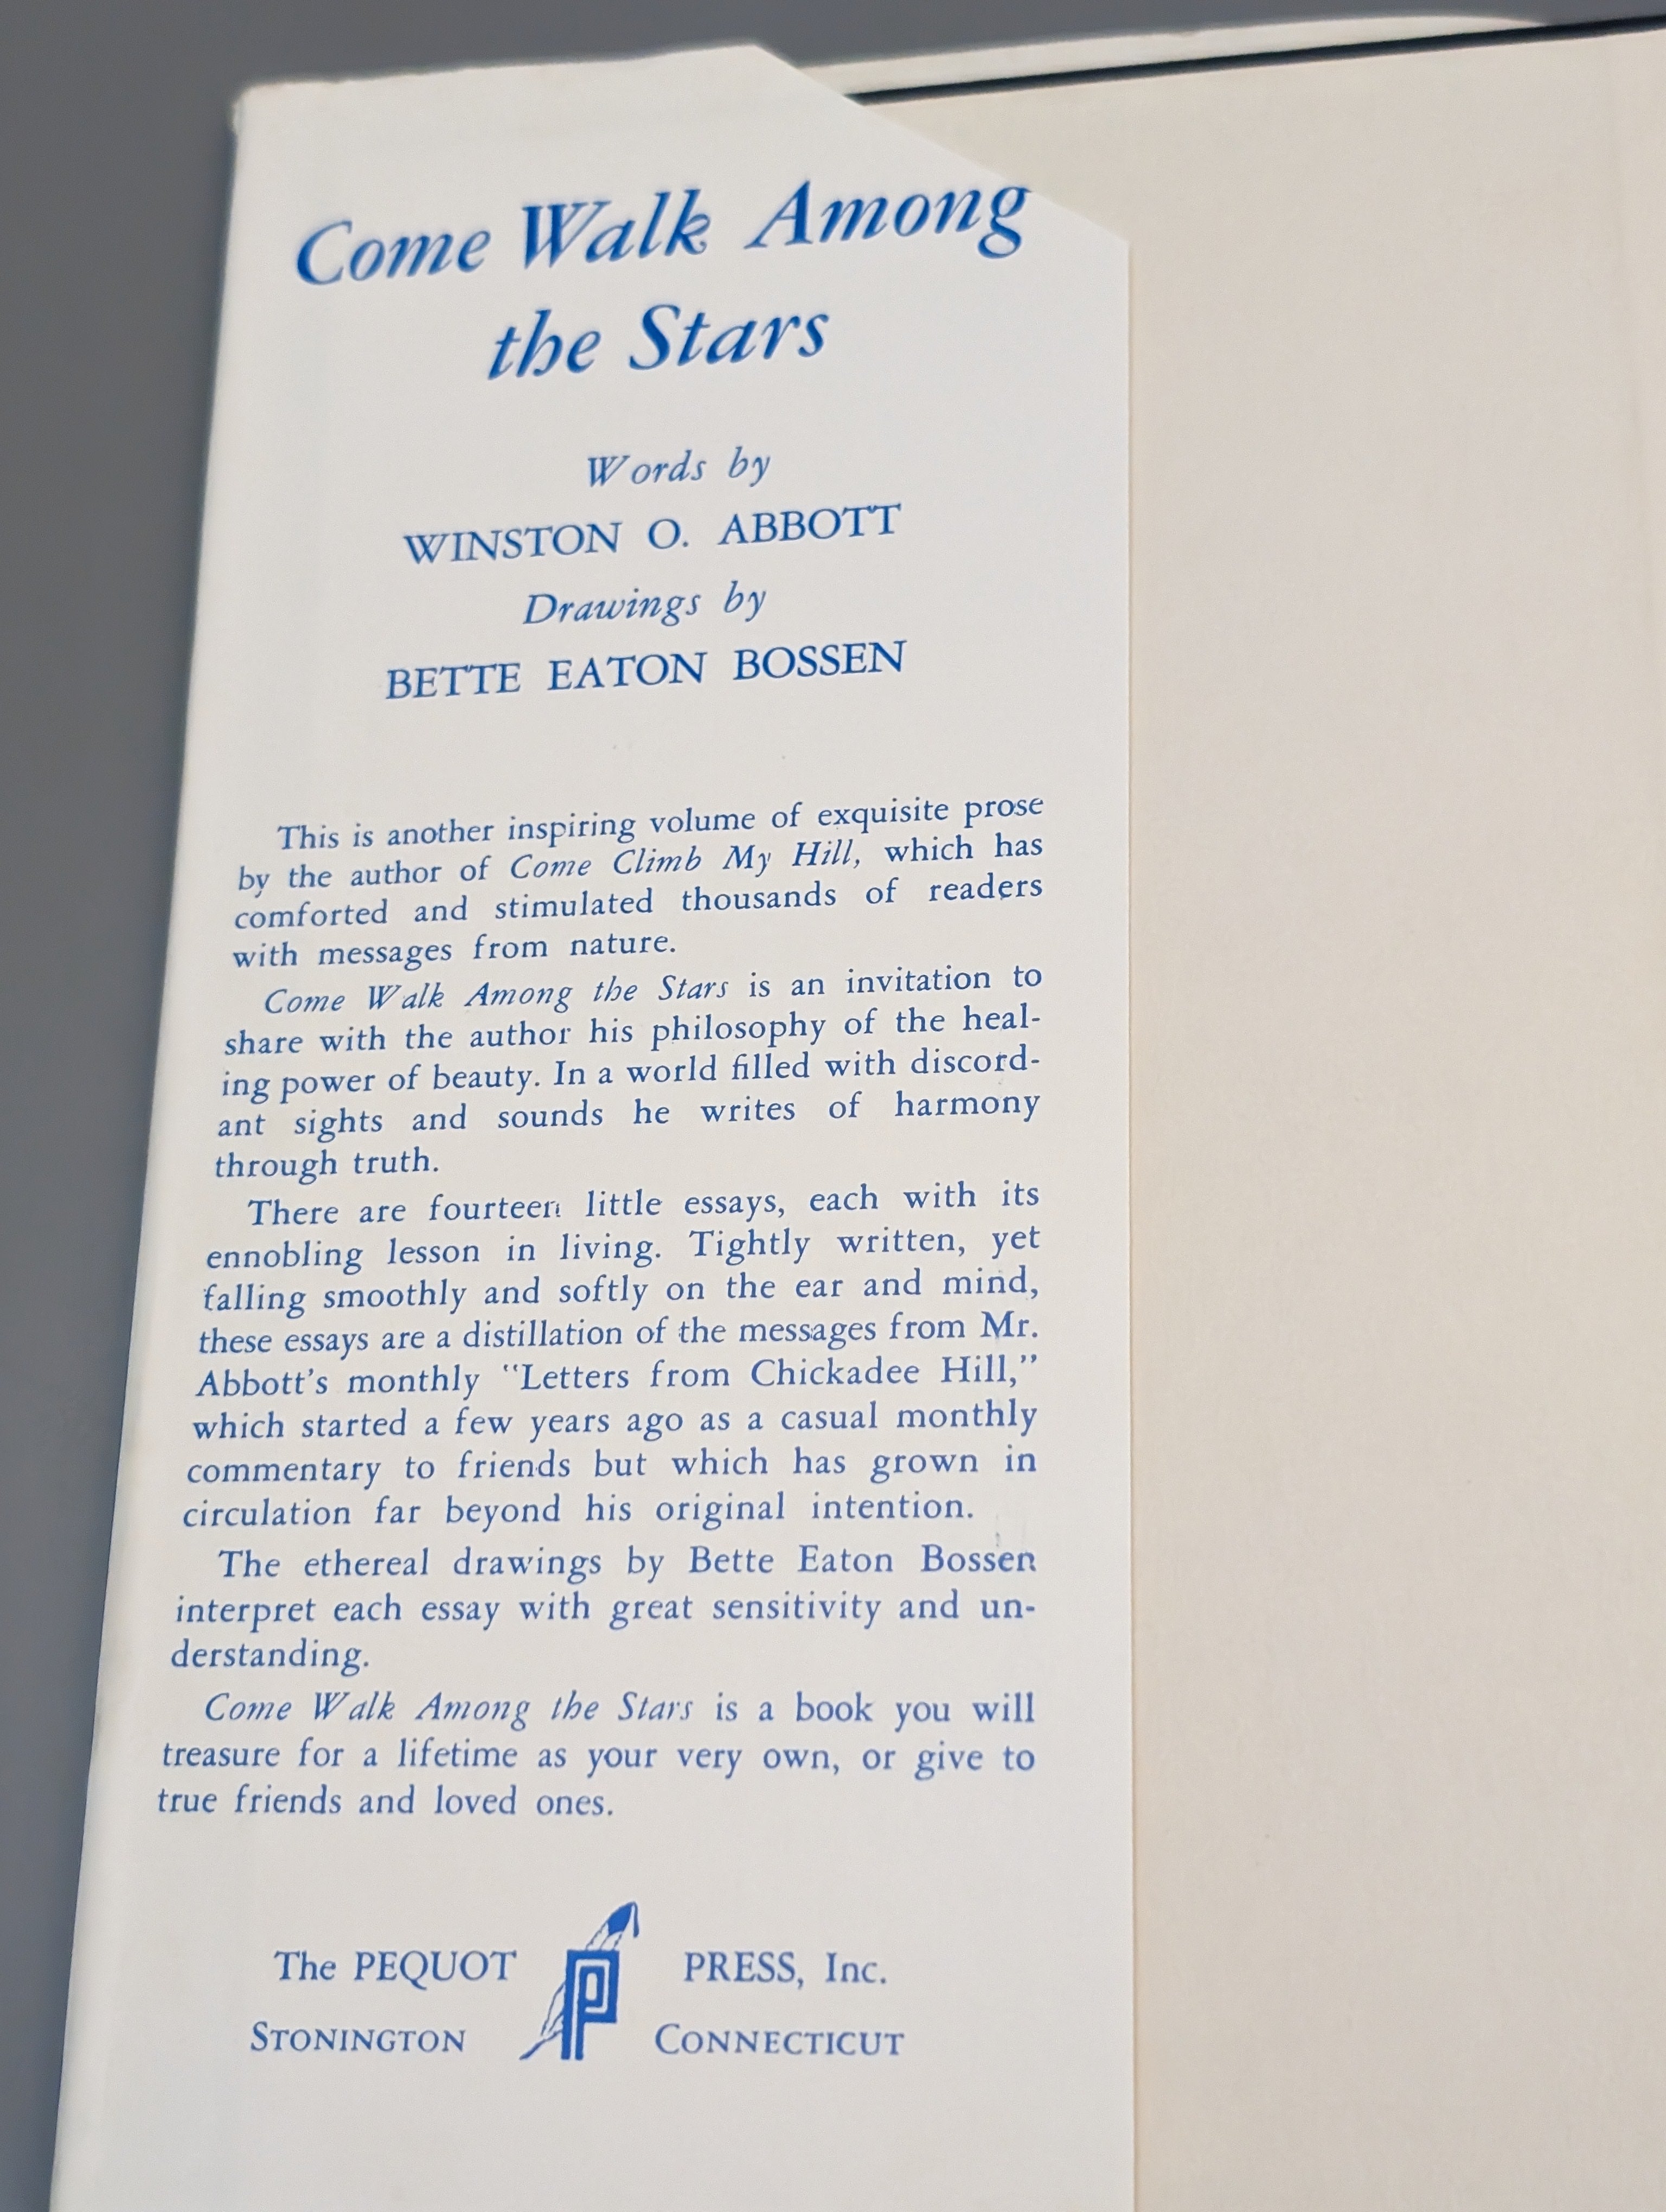 Come Walk Among
the Stars
Words by
WINSTON O. ABBOTT
Drawings by
BETTE EATON BOSSEN
This is another inspiring volume of exquisite prose
by the author of Come Climb My Hill, which has
comforted and stimulated thousands of readers
with messages from nature.
Come Walk Among the Stars is an invitation to
share with the author his philosophy of the heal-
ing power of beauty. In a world filled with discord-
ant sights and sounds he writes of harmony
through truth.
There are fourteen little essays, each with its
ennobling lesson in living. Tightly written, yet
falling smoothly and softly on the ear and mind,
these essays are a distillation of the messages from Mr.
Abbott's monthly "Letters from Chickadee Hill,"
which started a few years ago as a casual monthly
commentary to friends but which has grown in
circulation far beyond his original intention.
The ethereal drawings by Bette Eaton Bossen
interpret each essay with great sensitivity and un-
derstanding.
Come Walk Among the Stars is a book you will
treasure for a lifetime as your very own, or give to
true friends and loved ones.
The PEQUOT P PRESS, Inc.
STONINGTON CONNECTICUT